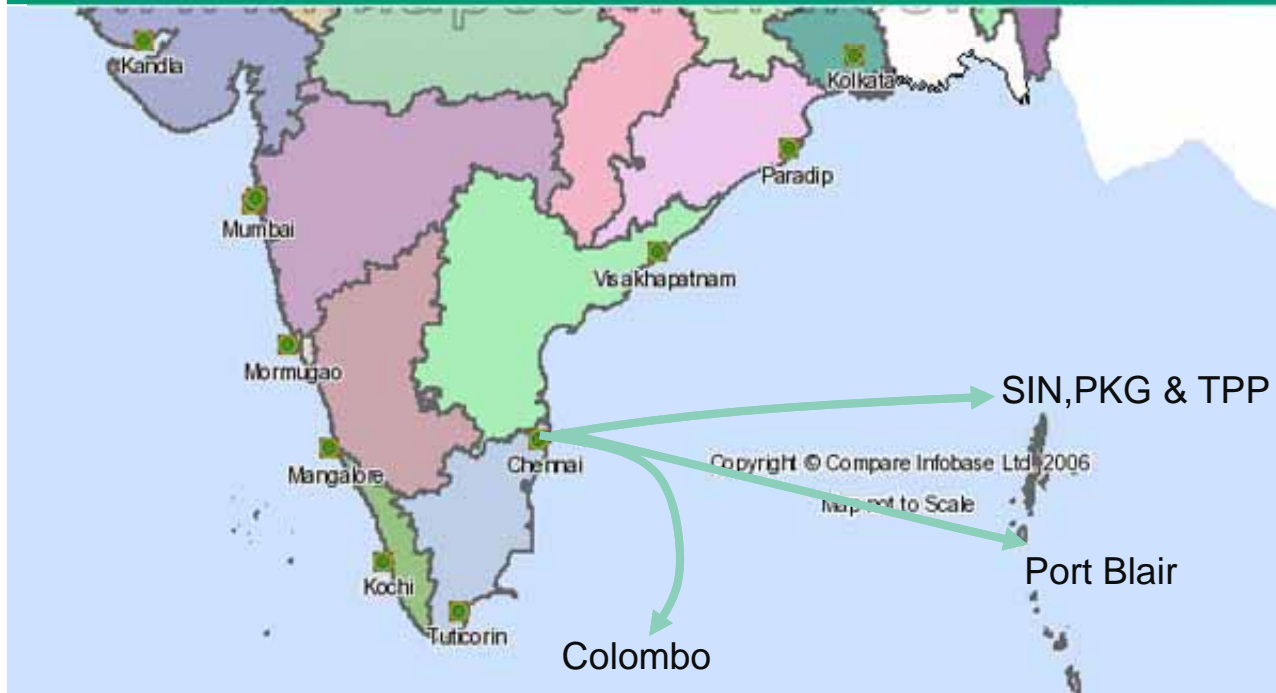 Kandla
Kolkata
Paradip
Mumbai
Visakhapatnam
Mormugao
SIN,PKG & TPP
Chennai
Copyright © Compare Infobase Ltd. 2006
Mangalore
Map not to Scale
Kochi
Port Blair
Tuticorin
Colombo